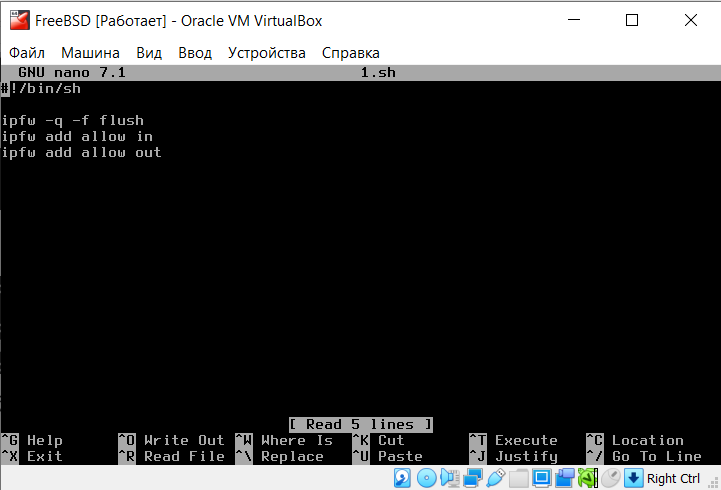 FreeBSD [Работает] - Oracle VM VirtualBox
Файл Машина Вид Ввод Устройства Справка
GNU nano 7.1 1.sh
#!/bin/sh
ipfw -q -f flush
ipfw add allow in
ipfw add allow out
[ Read 5 lines ]
^G Help ^O Write Out ^W Where Is ^K Cut ^T Execute ^C Location
^X Exit ^R Read File ^\ Replace ^U Paste ^J Justify ^/ Go To Line
Right Ctrl